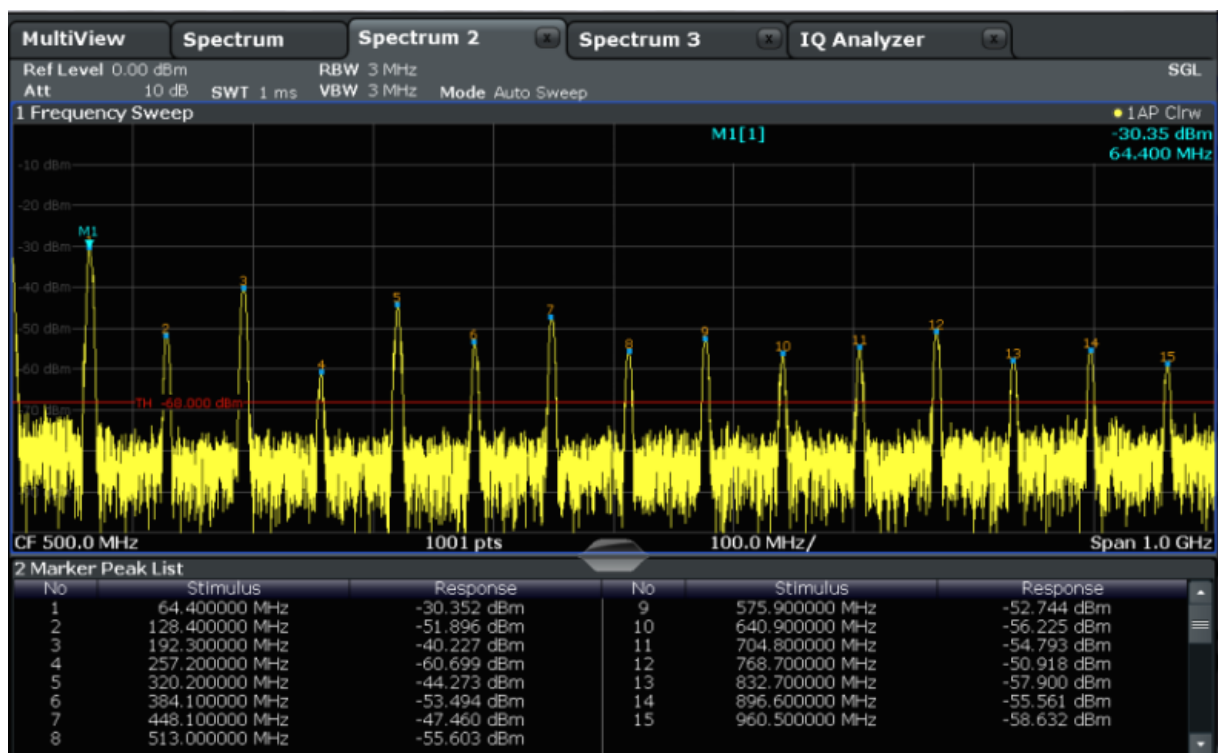 MultiView Spectrum Spectrum 2 x Spectrum 3 x IQ Analyzer x
Ref Level 0.00 dBm RBW 3 MHz SGL
Att 10 dB SWT 1 ms VBW 3 MHz Mode Auto Sweep
1 Frequency Sweep 1AP Clrw
M1[1] -30.35 dBm
64.400 MHz
-10 dBm
-20 dBm
M1
-30 dBm
3
-40 dBm
5
7
-50 dBm 2 6 8 9 10 11 12 13 14 15
4
-60 dBm
TH -68.000 dBm
-70 dBm
CF 500.0 MHz 1001 pts 100.0 MHz/ Span 1.0 GHz
2 Marker Peak List
No Stimulus Response No Stimulus Response
1 64.400000 MHz -30.352 dBm 9 575.900000 MHz -52.744 dBm
2 128.400000 MHz -51.896 dBm 10 640.900000 MHz -56.225 dBm
3 192.300000 MHz -40.227 dBm 11 704.800000 MHz -54.793 dBm
4 257.200000 MHz -60.699 dBm 12 768.700000 MHz -50.918 dBm
5 320.200000 MHz -44.273 dBm 13 832.700000 MHz -57.900 dBm
6 384.100000 MHz -53.494 dBm 14 896.600000 MHz -55.561 dBm
7 448.100000 MHz -47.460 dBm 15 960.500000 MHz -58.632 dBm
8 513.000000 MHz -55.603 dBm